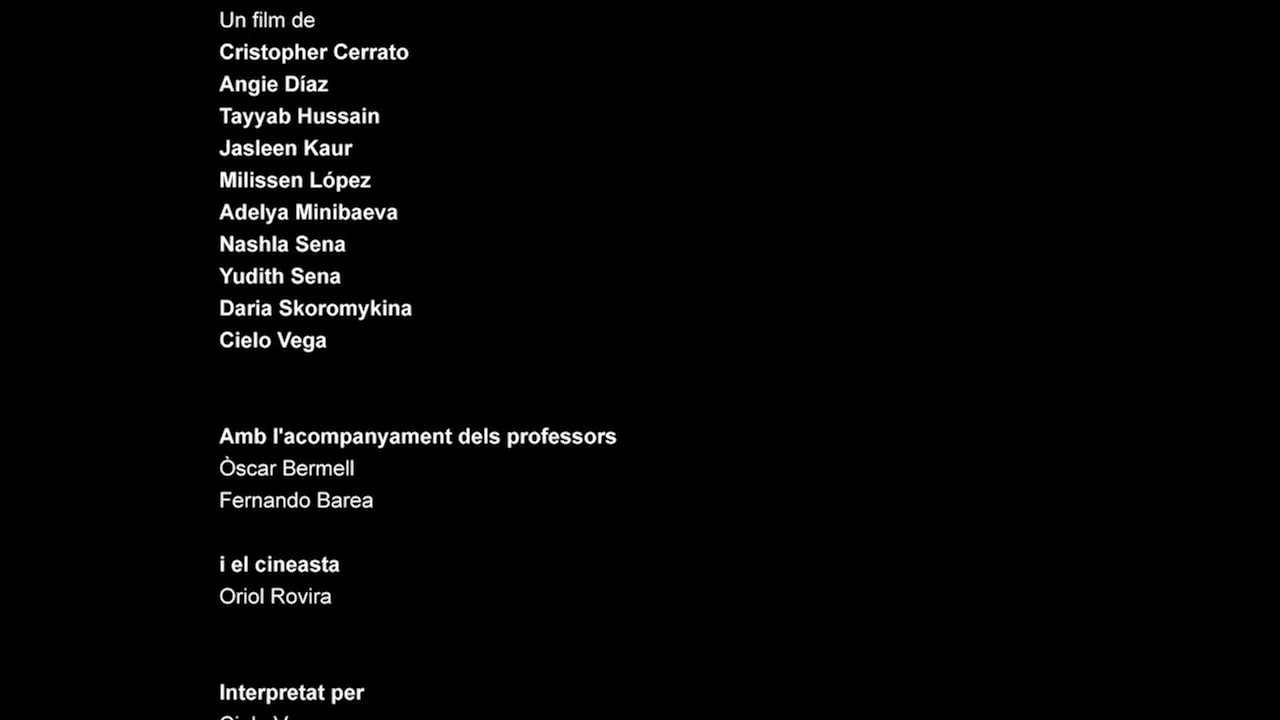 Un film de
Cristopher Cerrato
Angie Díaz
Tayyab Hussain
Jasleen Kaur
Milissen López
Adelya Minibaeva
Nashla Sena
Yudith Sena
Daria Skoromykina
Cielo Vega
Amb l'acompanyament dels professors
Òscar Bermell
Fernando Barea
i el cineasta
Oriol Rovira
Interpretat per